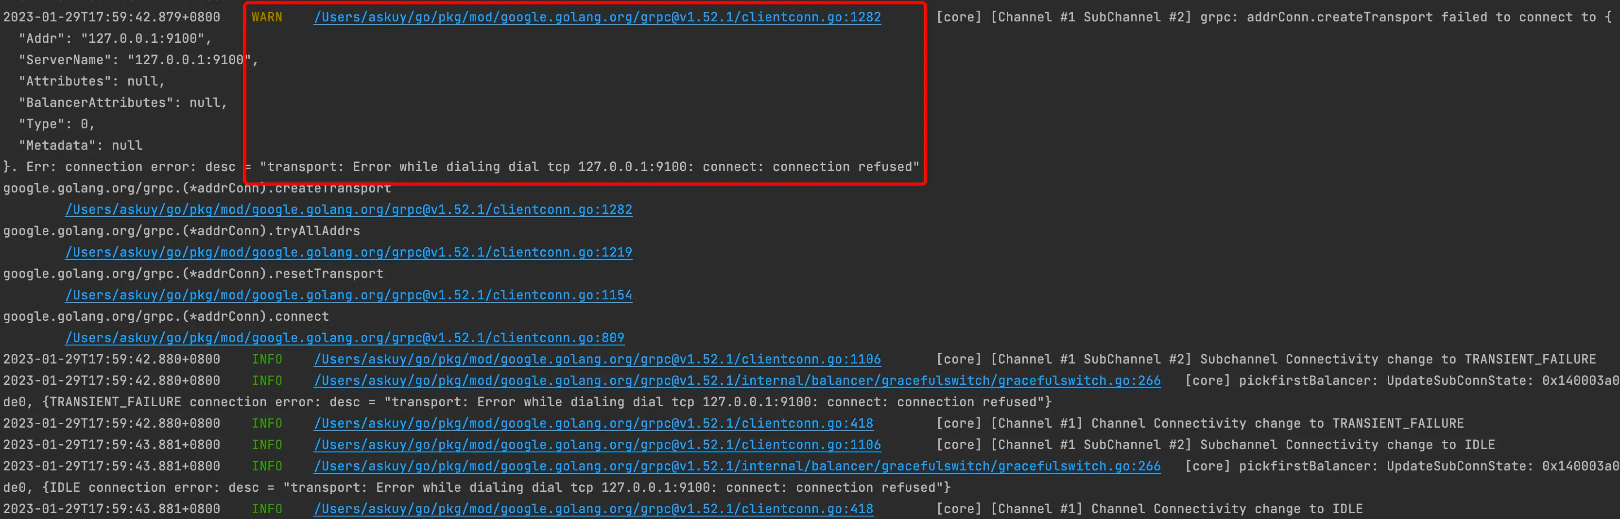 2023-01-29T17:59:42.879+0800 WARN /Users/askuy/go/pkg/mod/google.golang.org/grpc@v1.52.1/clientconn.go:1282 [core] [Channel #1 SubChannel #2] grpc: addrConn.createTransport failed to connect to {
"Addr": "127.0.0.1:9100",
"ServerName": "127.0.0.1:9100",
"Attributes": null,
"BalancerAttributes": null,
"Type": 0,
"Metadata": null
}. Err: connection error: desc = "transport: Error while dialing dial tcp 127.0.0.1:9100: connect: connection refused"
google.golang.org/grpc.(*addrConn).createTransport
/Users/askuy/go/pkg/mod/google.golang.org/grpc@v1.52.1/clientconn.go:1282
google.golang.org/grpc.(*addrConn).tryAllAddrs
/Users/askuy/go/pkg/mod/google.golang.org/grpc@v1.52.1/clientconn.go:1219
google.golang.org/grpc.(*addrConn).resetTransport
/Users/askuy/go/pkg/mod/google.golang.org/grpc@v1.52.1/clientconn.go:1154
google.golang.org/grpc.(*addrConn).connect
/Users/askuy/go/pkg/mod/google.golang.org/grpc@v1.52.1/clientconn.go:809
2023-01-29T17:59:42.880+0800 INFO /Users/askuy/go/pkg/mod/google.golang.org/grpc@v1.52.1/clientconn.go:1106 [core] [Channel #1 SubChannel #2] Subchannel Connectivity change to TRANSIENT_FAILURE
2023-01-29T17:59:42.880+0800 INFO /Users/askuy/go/pkg/mod/google.golang.org/grpc@v1.52.1/internal/balancer/gracefulswitch/gracefulswitch.go:266 [core] pickfirstBalancer: UpdateSubConnState: 0x140003a0
de0, {TRANSIENT_FAILURE connection error: desc = "transport: Error while dialing dial tcp 127.0.0.1:9100: connect: connection refused"}
2023-01-29T17:59:42.880+0800 INFO /Users/askuy/go/pkg/mod/google.golang.org/grpc@v1.52.1/clientconn.go:418 [core] [Channel #1] Channel Connectivity change to TRANSIENT_FAILURE
2023-01-29T17:59:43.881+0800 INFO /Users/askuy/go/pkg/mod/google.golang.org/grpc@v1.52.1/clientconn.go:1106 [core] [Channel #1 SubChannel #2] Subchannel Connectivity change to IDLE
2023-01-29T17:59:43.881+0800 INFO /Users/askuy/go/pkg/mod/google.golang.org/grpc@v1.52.1/internal/balancer/gracefulswitch/gracefulswitch.go:266 [core] pickfirstBalancer: UpdateSubConnState: 0x140003a0
de0, {IDLE connection error: desc = "transport: Error while dialing dial tcp 127.0.0.1:9100: connect: connection refused"}
2023-01-29T17:59:43.881+0800 INFO /Users/askuy/go/pkg/mod/google.golang.org/grpc@v1.52.1/clientconn.go:418 [core] [Channel #1] Channel Connectivity change to IDLE